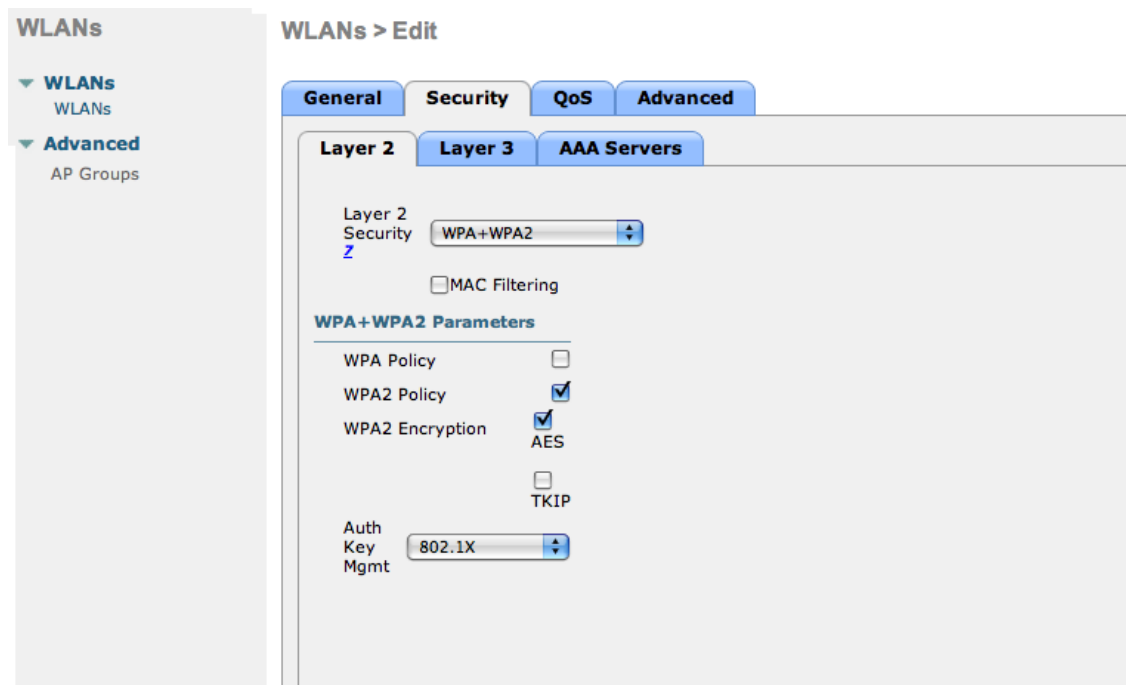 WLANs
WLANs
WLANs
Advanced
AP Groups
WLANs > Edit
General Security QoS Advanced
Layer 2 Layer 3 AAA Servers
Layer 2
Security WPA+WPA2
7
MAC Filtering
WPA+WPA2 Parameters
WPA Policy
WPA2 Policy
WPA2 Encryption
AES
TKIP
Auth
Key 802.1X
Mgmt